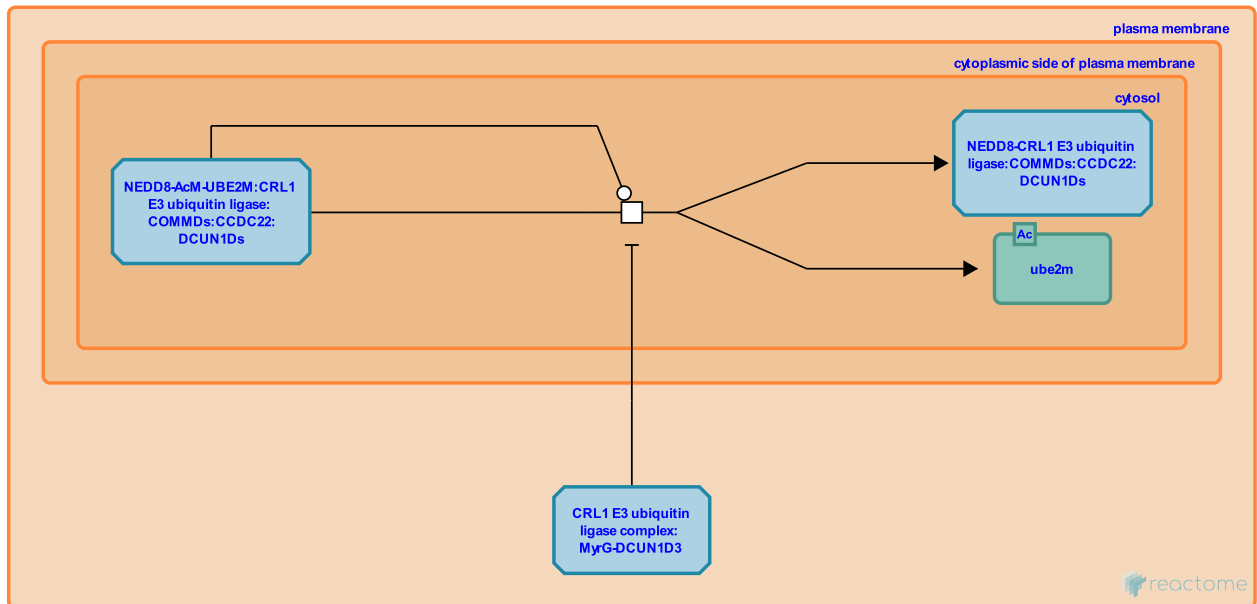 plasma membrane
cytoplasmic side of plasma membrane
cytosol
NEDD8-AcM-UBE2M:CRL1
E3 ubiquitin ligase:
COMMDs:CCDC22:
DCUN1Ds
NEDD8-CRL1 E3 ubiquitin
ligase:COMMDs:CCDC22:
DCUN1Ds
Ac
ube2m
CRL1 E3 ubiquitin
ligase complex:
MyrG-DCUN1D3
reactome